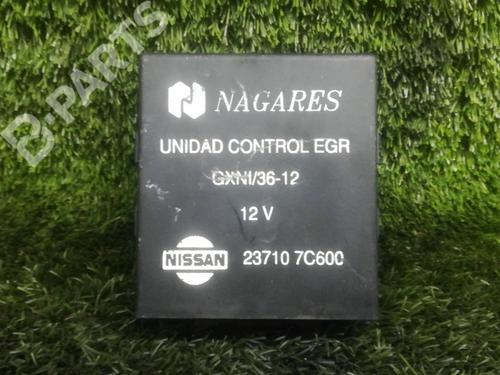 B-PARTS
NAGARES
UNIDAD CONTROL EGR
GXNI/36-12
12 V
NISSAN 23710 7C600